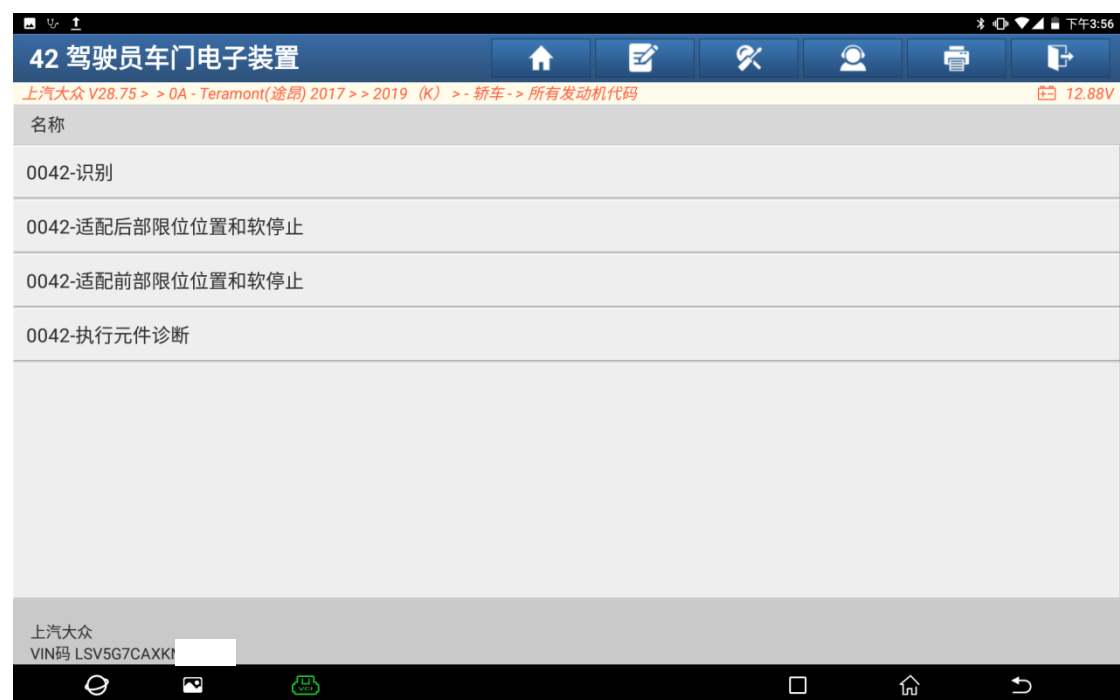 下午3:56
42 驾驶员车门电子装置
上汽大众 V28.75 > > 0A - Teramont(途昂) 2017 > > 2019（K） > - 轿车 - > 所有发动机代码 12.88V
名称
0042-识别
0042-适配后部限位位置和软停止
0042-适配前部限位位置和软停止
0042-执行元件诊断
上汽大众
VIN码 LSV5G7CAXK
VCI